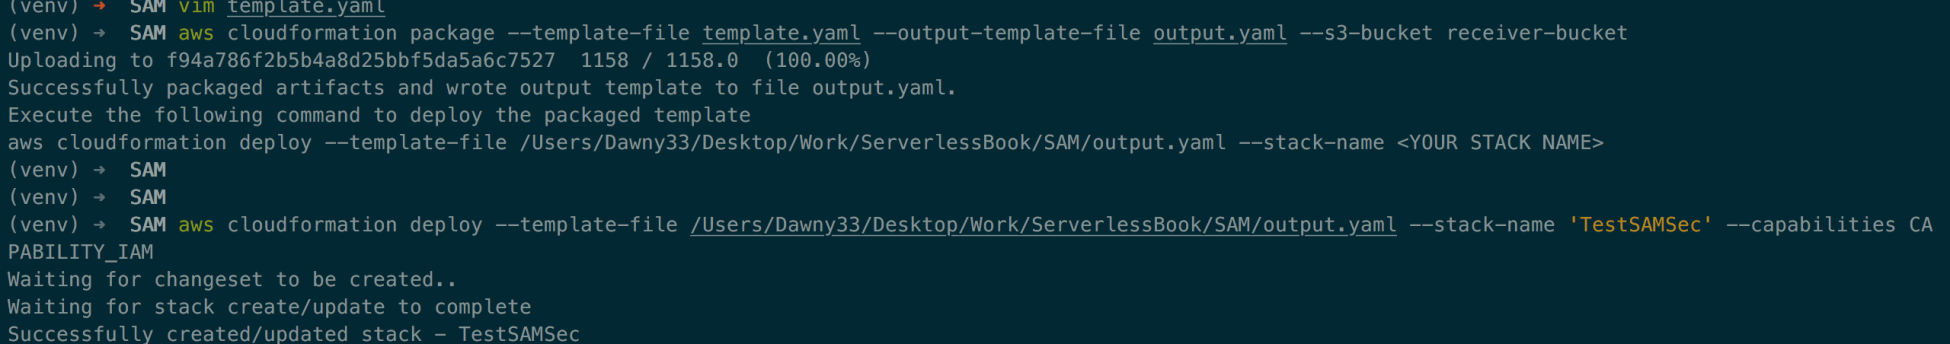 (venv) → SAM vim template.yaml
(venv) → SAM aws cloudformation package --template-file template.yaml --output-template-file output.yaml --s3-bucket receiver-bucket
Uploading to f94a786f2b5b4a8d25bbf5da5a6c7527  1158 / 1158.0  (100.00%)
Successfully packaged artifacts and wrote output template to file output.yaml.
Execute the following command to deploy the packaged template
aws cloudformation deploy --template-file /Users/Dawny33/Desktop/Work/ServerlessBook/SAM/output.yaml --stack-name <YOUR STACK NAME>
(venv) → SAM
(venv) → SAM
(venv) → SAM aws cloudformation deploy --template-file /Users/Dawny33/Desktop/Work/ServerlessBook/SAM/output.yaml --stack-name 'TestSAMSec' --capabilities CA
PABILITY_IAM
Waiting for changeset to be created..
Waiting for stack create/update to complete
Successfully created/updated stack - TestSAMSec